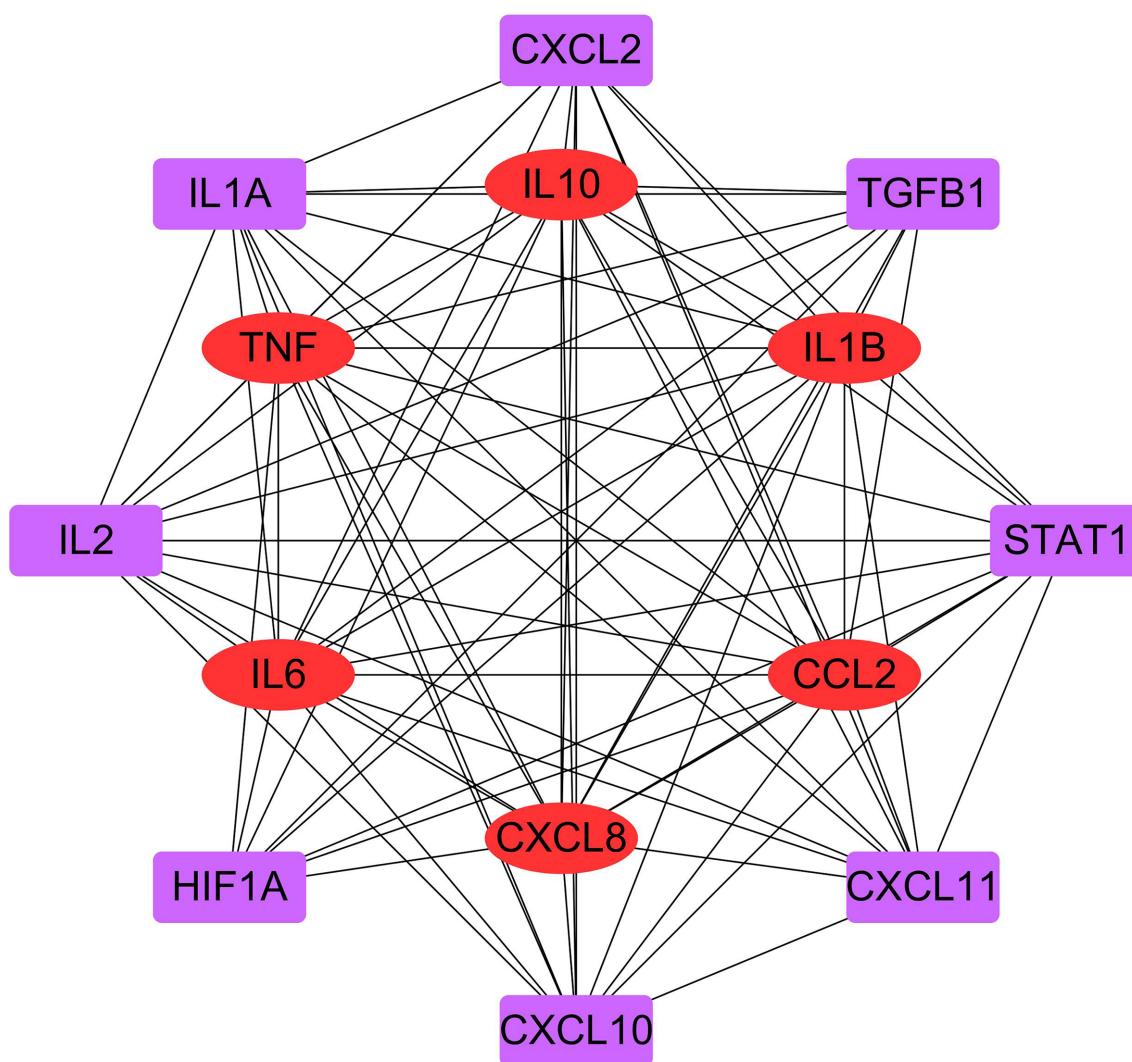 CXCL2
IL10
IL1A
TGFB1
TNF
IL1B
IL2
STAT1
IL6
CCL2
CXCL8
HIF1A
CXCL11
CXCL10